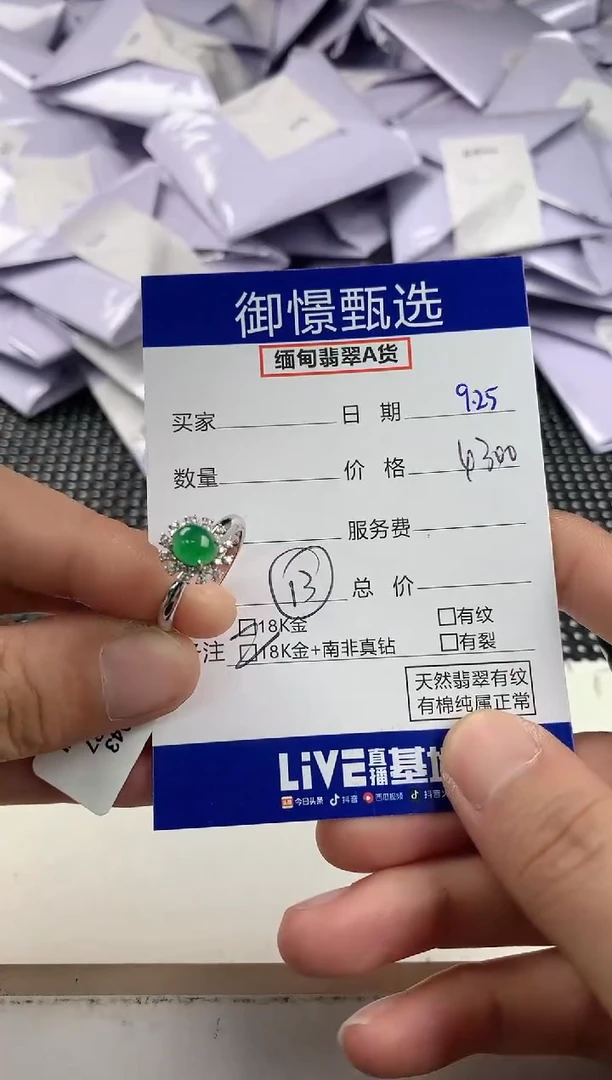 御憬甄选
缅甸翡翠A货
买家 日期 9.25
数量 价格 6300
服务费
13 总价
注 □18K金 □有纹
□18K金+南非真钻 □有裂
天然翡翠有纹
有棉纯属正常
LiVE直播基地
今日头条 抖音 西瓜视频 抖音